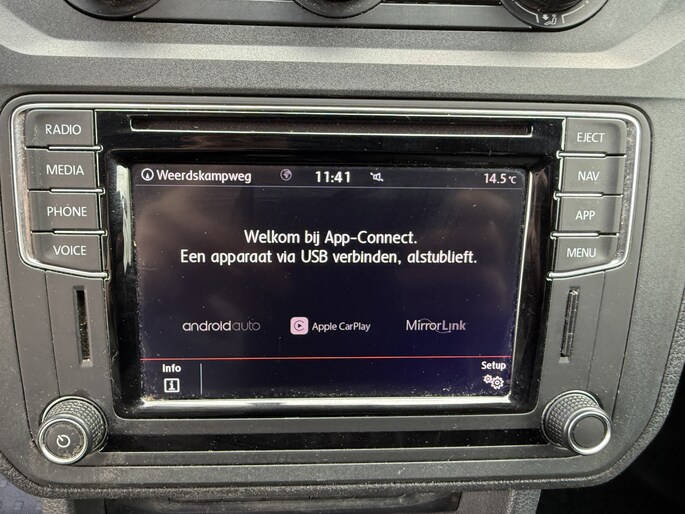 RADIO
MEDIA
PHONE
VOICE
EJECT
NAV
APP
MENU
Weerdskampweg 11:41 14.5°C
Welkom bij App-Connect.
Een apparaat via USB verbinden, alstublieft.
androidauto Apple CarPlay MirrorLink
Info Setup